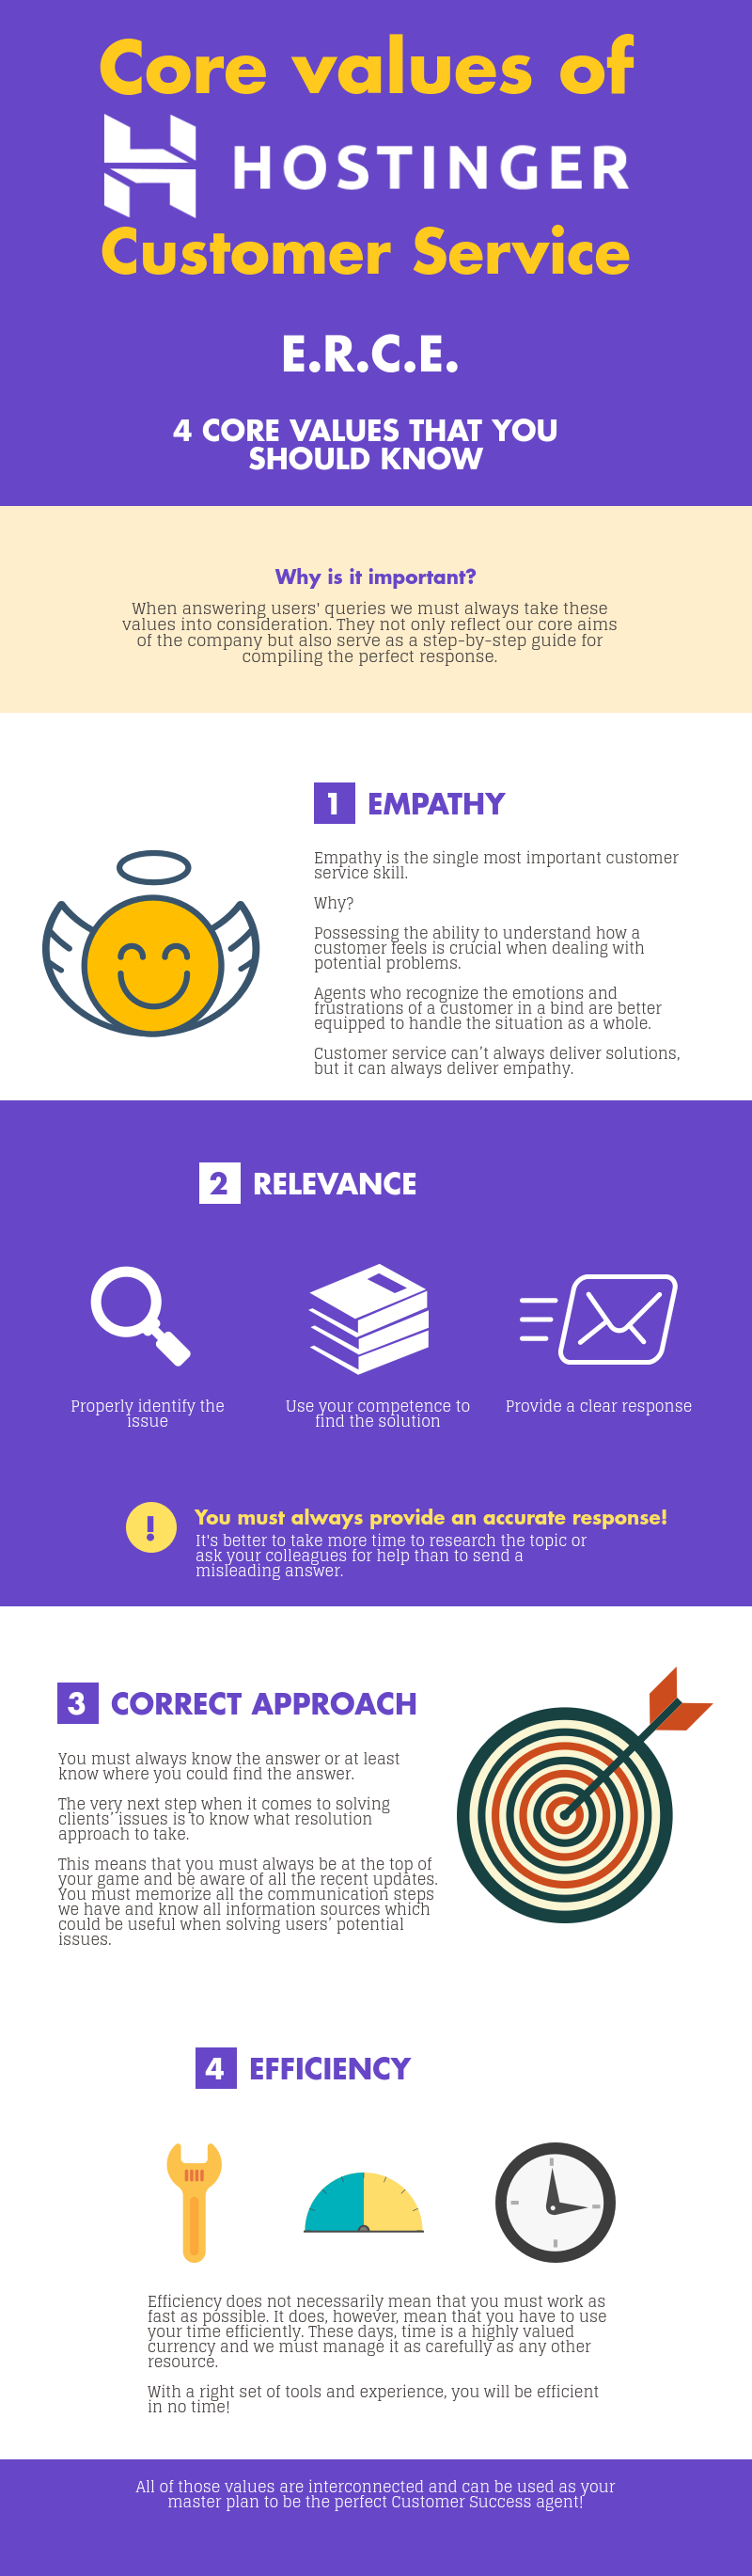 Core values of
HOSTINGER
Customer Service
E.R.C.E.
4 CORE VALUES THAT YOU
SHOULD KNOW
Why is it important?
When answering users' queries we must always take these
values into consideration. They not only reflect our core aims
of the company but also serve as a step-by-step guide for
compiling the perfect response.
1 EMPATHY
Empathy is the single most important customer
service skill.
Why?
Possessing the ability to understand how a
customer feels is crucial when dealing with
potential problems.
Agents who recognize the emotions and
frustrations of a customer in a bind are better
equipped to handle the situation as a whole.
Customer service can’t always deliver solutions,
but it can always deliver empathy.
2 RELEVANCE
Properly identify the
issue
Use your competence to
find the solution
Provide a clear response
!
You must always provide an accurate response!
It's better to take more time to research the topic or
ask your colleagues for help than to send a
misleading answer.
3 CORRECT APPROACH
You must always know the answer or at least
know where you could find the answer.
The very next step when it comes to solving
clients’ issues is to know what resolution
approach to take.
This means that you must always be at the top of
your game and be aware of all the recent updates.
You must memorize all the communication steps
we have and know all information sources which
could be useful when solving users’ potential
issues.
4 EFFICIENCY
Efficiency does not necessarily mean that you must work as
fast as possible. It does, however, mean that you have to use
your time efficiently. These days, time is a highly valued
currency and we must manage it as carefully as any other
resource.
With a right set of tools and experience, you will be efficient
in no time!
All of those values are interconnected and can be used as your
master plan to be the perfect Customer Success agent!